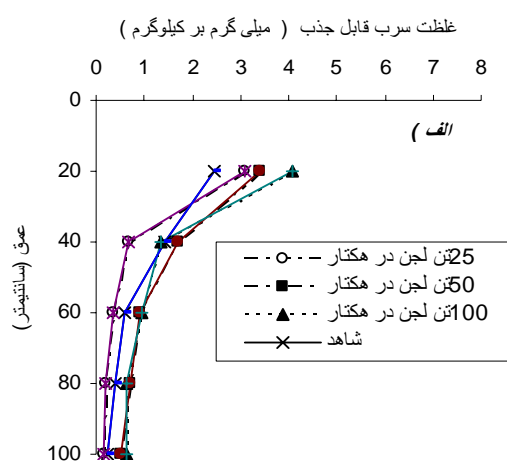 غلظت سرب قابل جذب ( میلی گرم بر کیلوگرم )
0 1 2 3 4 5 6 7 8
الف )
0
20
40
60
80
100
عمق (سانتیمتر)
25تن لجن در هکتار
50تن لجن در هکتار
100تن لجن در هکتار
شاهد